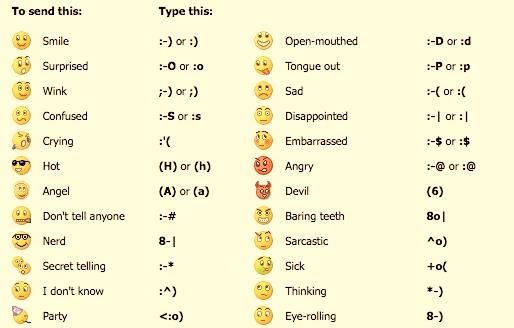 To send this: Type this:
Smile :-) or :) Open-mouthed :-D or :d
Surprised :-O or :o Tongue out :-P or :p
Wink ;-) or ;) Sad :-( or :(
Confused :-S or :s Disappointed :-| or :|
Crying :'( Embarrassed :-$ or :$
Hot (H) or (h) Angry :-@ or :@
Angel (A) or (a) Devil (6)
Don't tell anyone :-# Baring teeth 8o|
Nerd 8-| Sarcastic ^o)
Secret telling :-* Sick +o(
I don't know :^) Thinking *-)
Party <:o) Eye-rolling 8-)